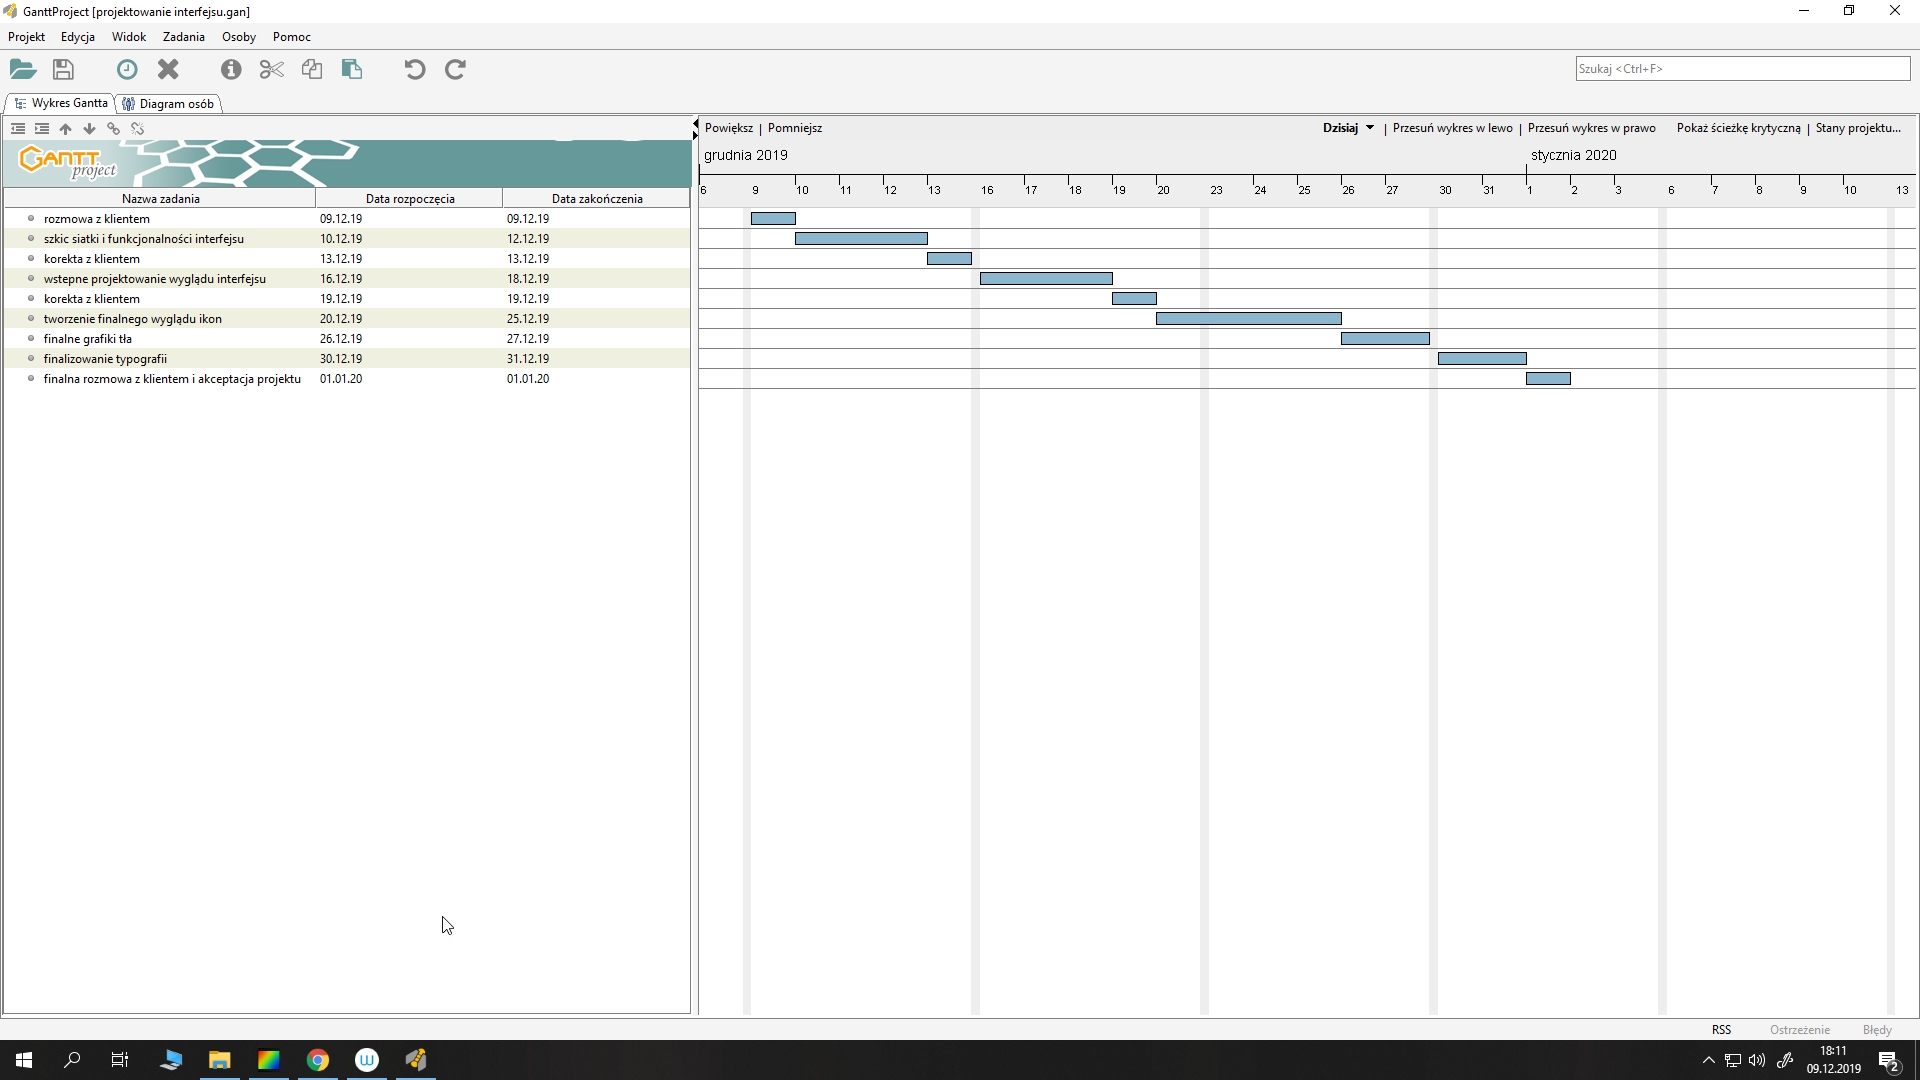 GanttProject [projektowanie interfejsu.gan]
Projekt Edycja Widok Zadania Osoby Pomoc
Szukaj <Ctrl+F>
Wykres Gantta Diagram osób
Powiększ | Pomniejsz Dzisiaj | Przesuń wykres w lewo | Przesuń wykres w prawo Pokaż ścieżkę krytyczną | Stany projektu...
GANTT project
grudnia 2019 stycznia 2020
6 9 10 11 12 13 16 17 18 19 20 23 24 25 26 27 30 31 1 2 3 6 7 8 9 10 13
Nazwa zadania Data rozpoczęcia Data zakończenia
rozmowa z klientem 09.12.19 09.12.19
szkic siatki i funkcjonalności interfejsu 10.12.19 12.12.19
korekta z klientem 13.12.19 13.12.19
wstepne projektowanie wyglądu interfejsu 16.12.19 18.12.19
korekta z klientem 19.12.19 19.12.19
tworzenie finalnego wyglądu ikon 20.12.19 25.12.19
finalne grafiki tła 26.12.19 27.12.19
finalizowanie typografii 30.12.19 31.12.19
finalna rozmowa z klientem i akceptacja projektu 01.01.20 01.01.20
RSS Ostrzeżenie Błędy
18:11
09.12.2019
2